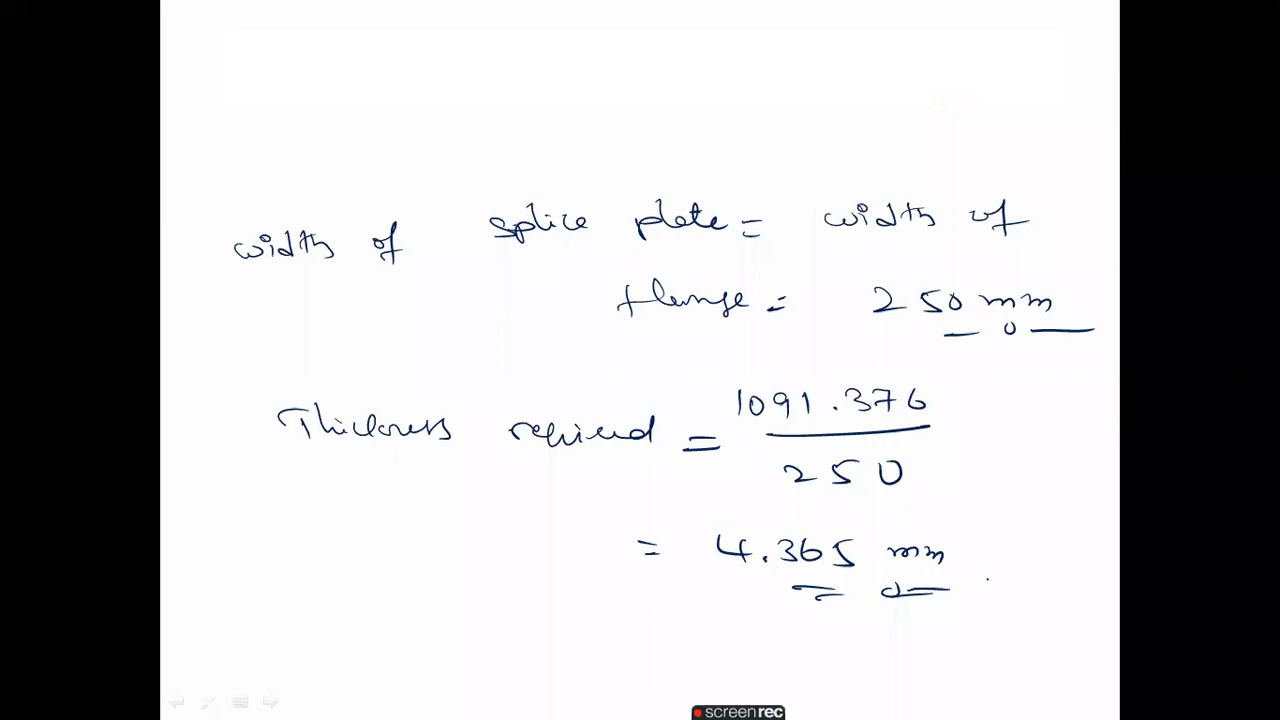 width of splice plate = width of
flange = 250 mm
Thickness required = 1091.376
250
= 4.365 mm
screenrec